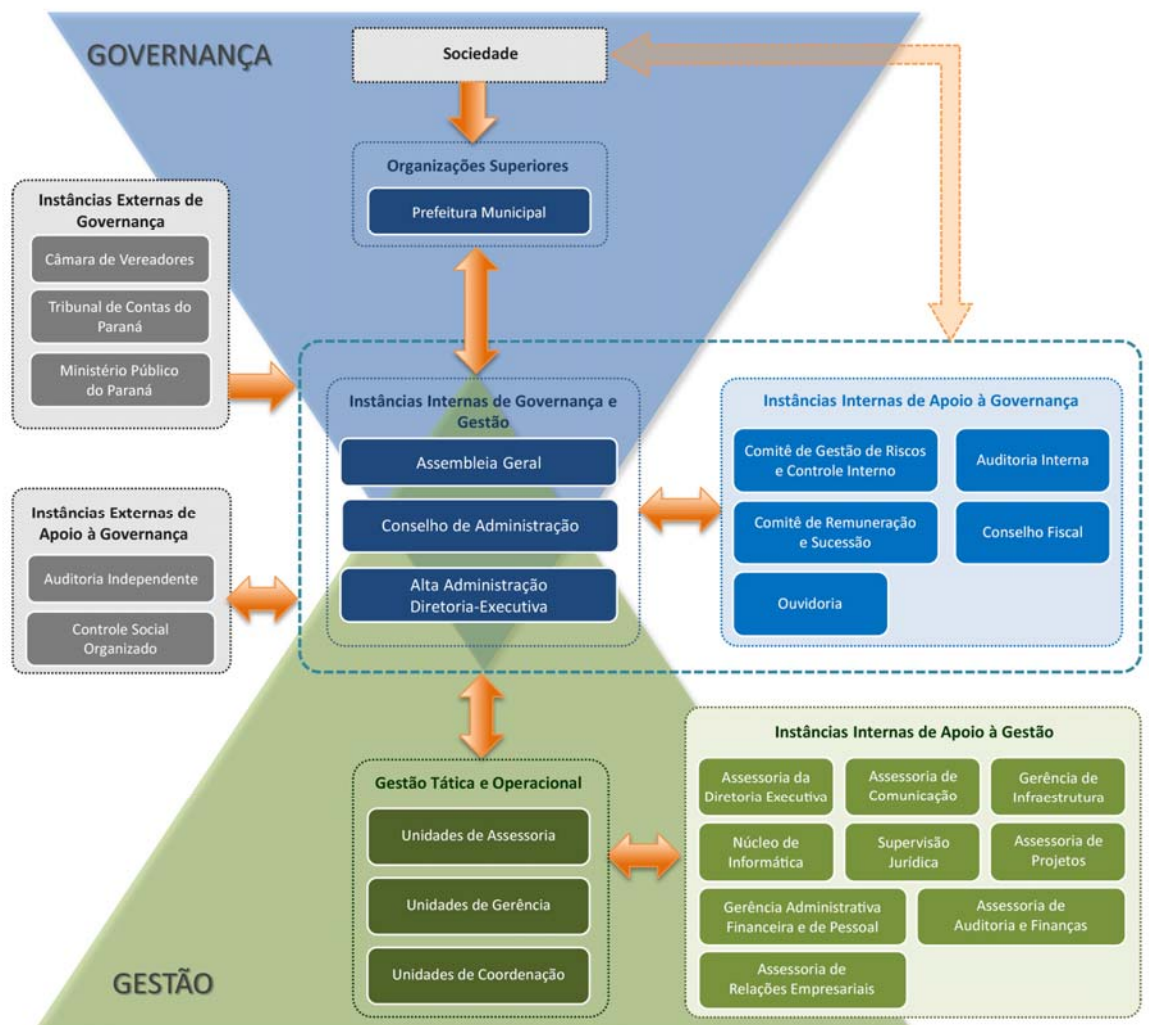 GOVERNANÇA
Sociedade
Organizações Superiores
Prefeitura Municipal
Instâncias Externas de
Governança
Câmara de Vereadores
Tribunal de Contas do
Paraná
Ministério Público
do Paraná
Instâncias Externas de
Apoio à Governança
Auditoria Independente
Controle Social
Organizado
Instâncias Internas de Governança e
Gestão
Assembleia Geral
Conselho de Administração
Alta Administração
Diretoria-Executiva
Instâncias Internas de Apoio à Governança
Comitê de Gestão de Riscos
e Controle Interno
Auditoria Interna
Comitê de Remuneração
e Sucessão
Conselho Fiscal
Ouvidoria
Gestão Tática e Operacional
Unidades de Assessoria
Unidades de Gerência
Unidades de Coordenação
Instâncias Internas de Apoio à Gestão
Assessoria da
Diretoria Executiva
Assessoria de
Comunicação
Gerência de
Infraestrutura
Núcleo de
Informática
Supervisão
Jurídica
Assessoria de
Projetos
Gerência Administrativa
Financeira e de Pessoal
Assessoria de
Auditoria e Finanças
Assessoria de
Relações Empresariais
GESTÃO